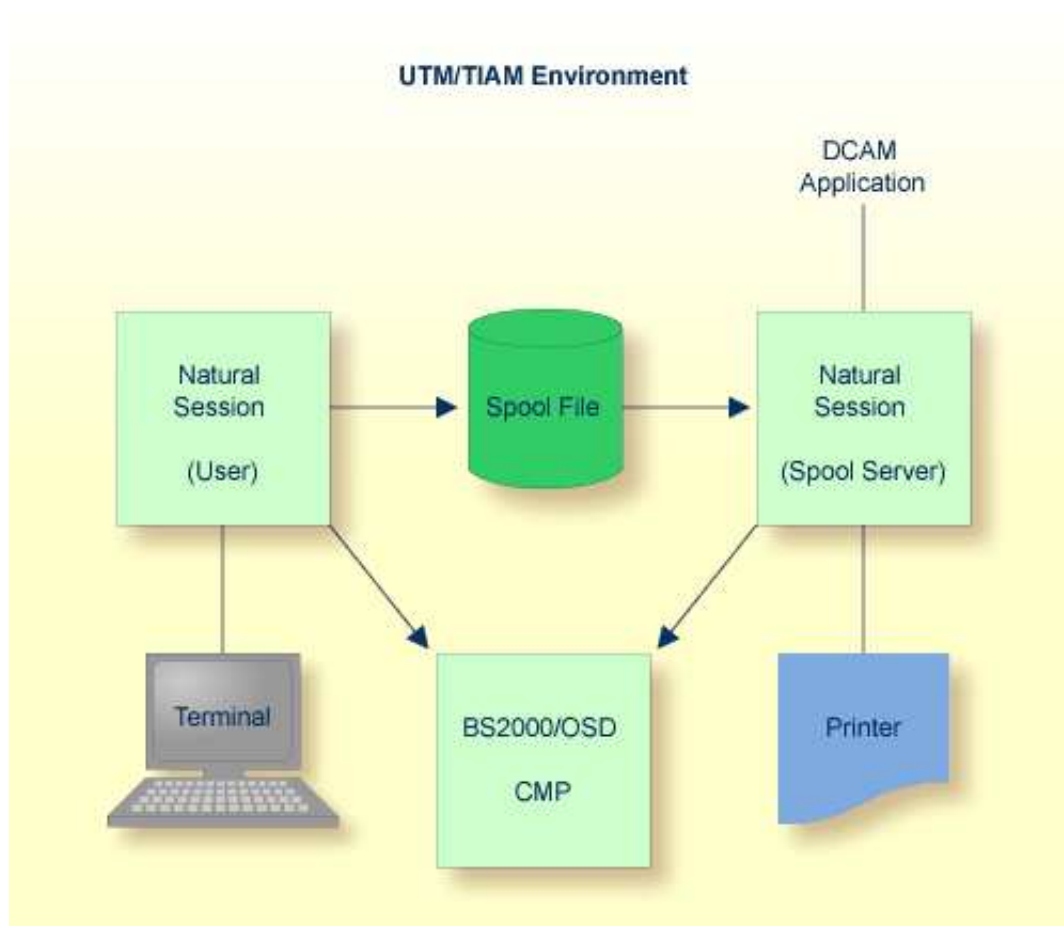 UTM/TIAM Environment
DCAM
Application
Natural
Session
(User)
Spool File
Natural
Session
(Spool Server)
Terminal
BS2000/OSD
CMP
Printer